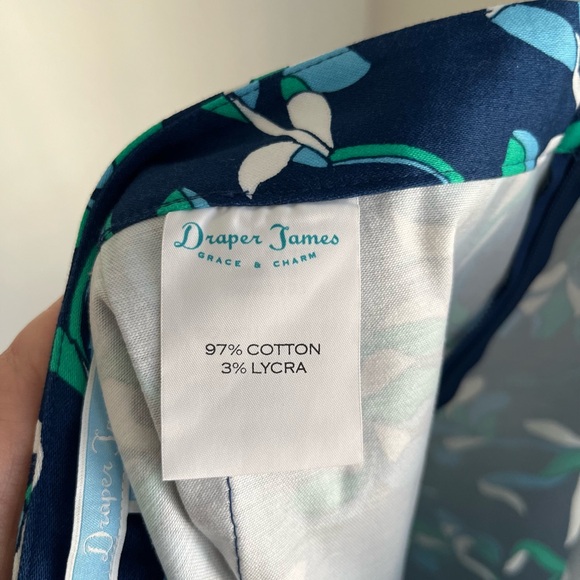 Draper James
GRACE & CHARM
97% COTTON
3% LYCRA
Draper James